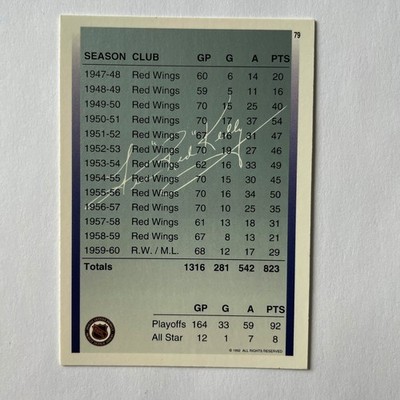 79
SEASON CLUB GP G A PTS
1947-48 Red Wings 60 6 14 20
1948-49 Red Wings 59 5 11 16
1949-50 Red Wings 70 15 25 40
1950-51 Red Wings 70 17 37 54
1951-52 Red Wings 67 16 31 47
1952-53 Red Wings 70 19 27 46
1953-54 Red Wings 62 16 33
1954-55 Red Wings 70 15 30 45
1955-56 Red Wings 70 16 34 50
1956-57 Red Wings 70 10 25 35
1957-58 Red Wings 61 13 18 31
1958-59 Red Wings 67 8 13 21
1959-60 R.W. / M.L. 68 12 17 29
Totals 1316 281 542 823
"Red" Kelly
GP G A PTS
Playoffs 164 33 59 92
All Star 12 1 7 8
© 1992 ALL RIGHTS RESERVED